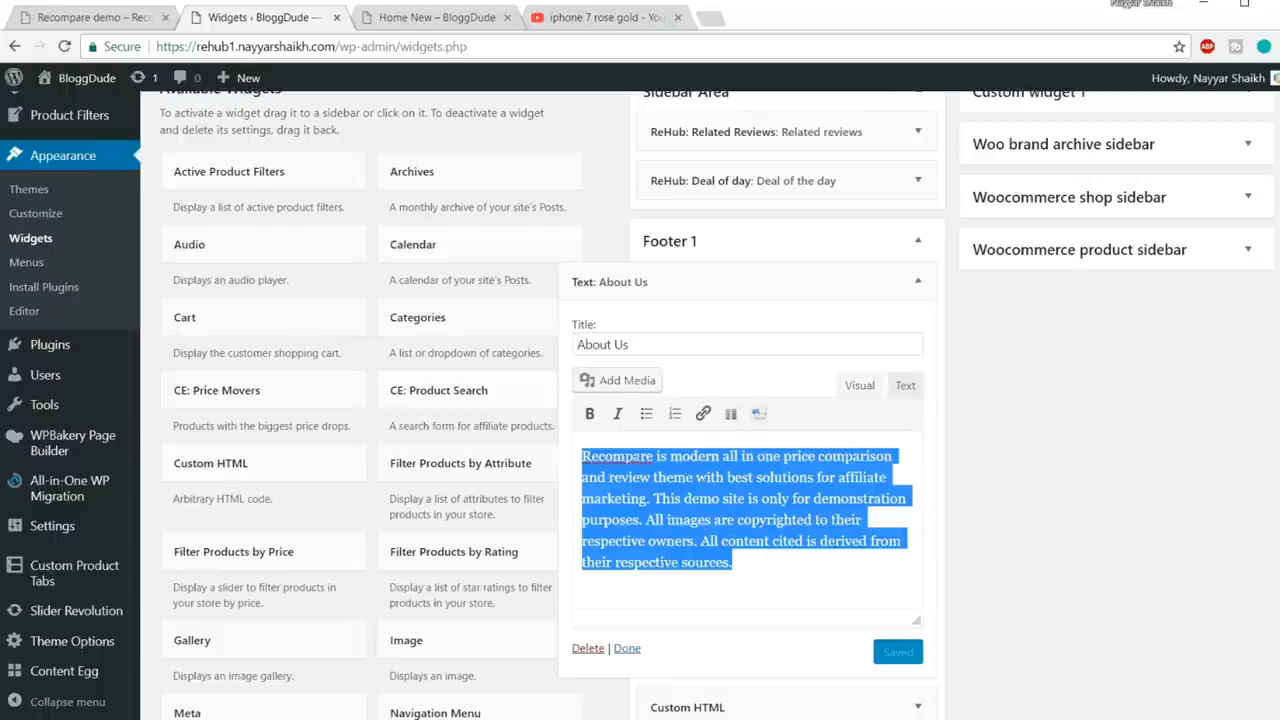 Nayyar Shaikh
Recompare demo – Reco
Widgets ‹ BloggDude —
Home New – BloggDude
iphone 7 rose gold - You
Secure
https://rehub1.nayyarshaikh.com/wp-admin/widgets.php
ABP
BloggDude
1
0
New
Howdy, Nayyar Shaikh
Product Filters
Appearance
Themes
Customize
Widgets
Menus
Install Plugins
Editor
Plugins
Users
Tools
WPBakery Page
Builder
All-in-One WP
Migration
Settings
Custom Product
Tabs
Slider Revolution
Theme Options
Content Egg
Collapse menu
Available Widgets
To activate a widget drag it to a sidebar or click on it. To deactivate a widget
and delete its settings, drag it back.
Active Product Filters
Display a list of active product filters.
Archives
A monthly archive of your site's Posts.
Audio
Displays an audio player.
Calendar
A calendar of your site's Posts.
Cart
Display the customer shopping cart.
Categories
A list or dropdown of categories.
CE: Price Movers
Products with the biggest price drops.
CE: Product Search
A search form for affiliate products.
Custom HTML
Arbitrary HTML code.
Filter Products by Attribute
Display a list of attributes to filter
products in your store.
Filter Products by Price
Display a slider to filter products in
your store by price.
Filter Products by Rating
Display a list of star ratings to filter
products in your store.
Gallery
Displays an image gallery.
Image
Displays an image.
Meta
Navigation Menu
Sidebar Area
ReHub: Related Reviews: Related reviews
ReHub: Deal of day: Deal of the day
Footer 1
Text: About Us
Title:
About Us
Add Media
Visual
Text
B
I
Recompare is modern all in one price comparison
and review theme with best solutions for affiliate
marketing. This demo site is only for demonstration
purposes. All images are copyrighted to their
respective owners. All content cited is derived from
their respective sources.
Delete | Done
Saved
Custom HTML
Custom widget 1
Woo brand archive sidebar
Woocommerce shop sidebar
Woocommerce product sidebar